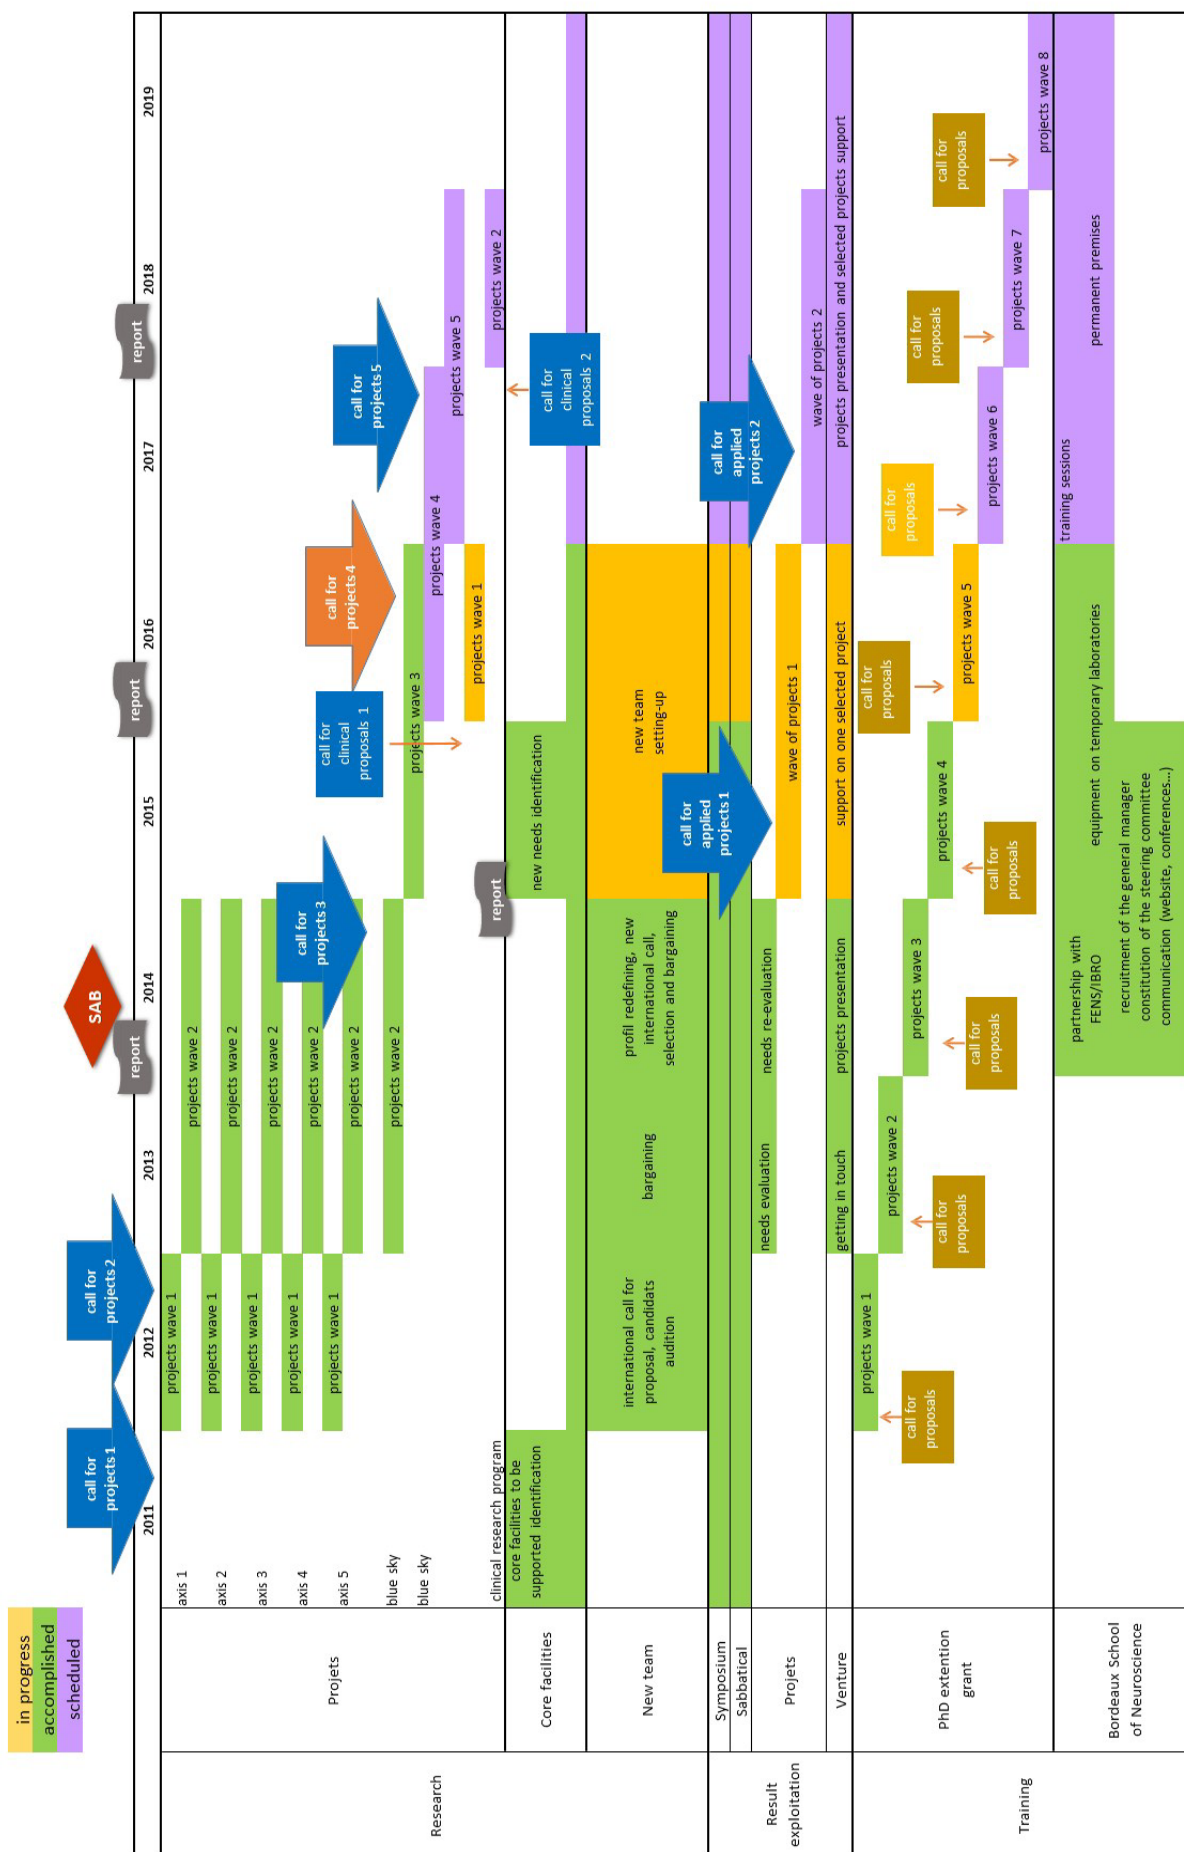 in progress
accomplished
scheduled
call for
projects 1
call for
projects 2
SAB
report
report
report
2011
2012
2013
2014
2015
2016
2017
2018
2019
Research
Projets
axis 1
projects wave 1
projects wave 2
axis 2
projects wave 1
projects wave 2
axis 3
projects wave 1
projects wave 2
axis 4
projects wave 1
projects wave 2
axis 5
projects wave 1
projects wave 2
blue sky
projects wave 2
blue sky
call for
projects 3
projects wave 3
call for
projects 4
projects wave 4
call for
projects 5
projects wave 5
call for
clinical
proposals 1
projects wave 1
clinical research program
projects wave 2
report
call for
clinical
proposals 2
Core facilities
core facilities to be
supported identification
new needs identification
New team
international call for
proposal, candidats
audition
bargaining
profil redefining, new
international call,
selection and bargaining
new team
setting-up
Result
exploitation
Symposium
Sabbatical
call for
applied
projects 1
call for
applied
projects 2
Projets
needs evaluation
needs re-evaluation
wave of projects 1
wave of projects 2
Venture
getting in touch
projects presentation
support on one selected project
projects presentation and selected projects support
Training
PhD extention
grant
projects wave 1
call for
proposals
projects wave 2
call for
proposals
projects wave 3
call for
proposals
projects wave 4
call for
proposals
projects wave 5
call for
proposals
projects wave 6
call for
proposals
projects wave 7
call for
proposals
projects wave 8
call for
proposals
Bordeaux School
of Neuroscience
partnership with
FENS/IBRO
equipment on temporary laboratories
recruitment of the general manager
constitution of the steering committee
communication (website, conferences...)
training sessions
permanent premises